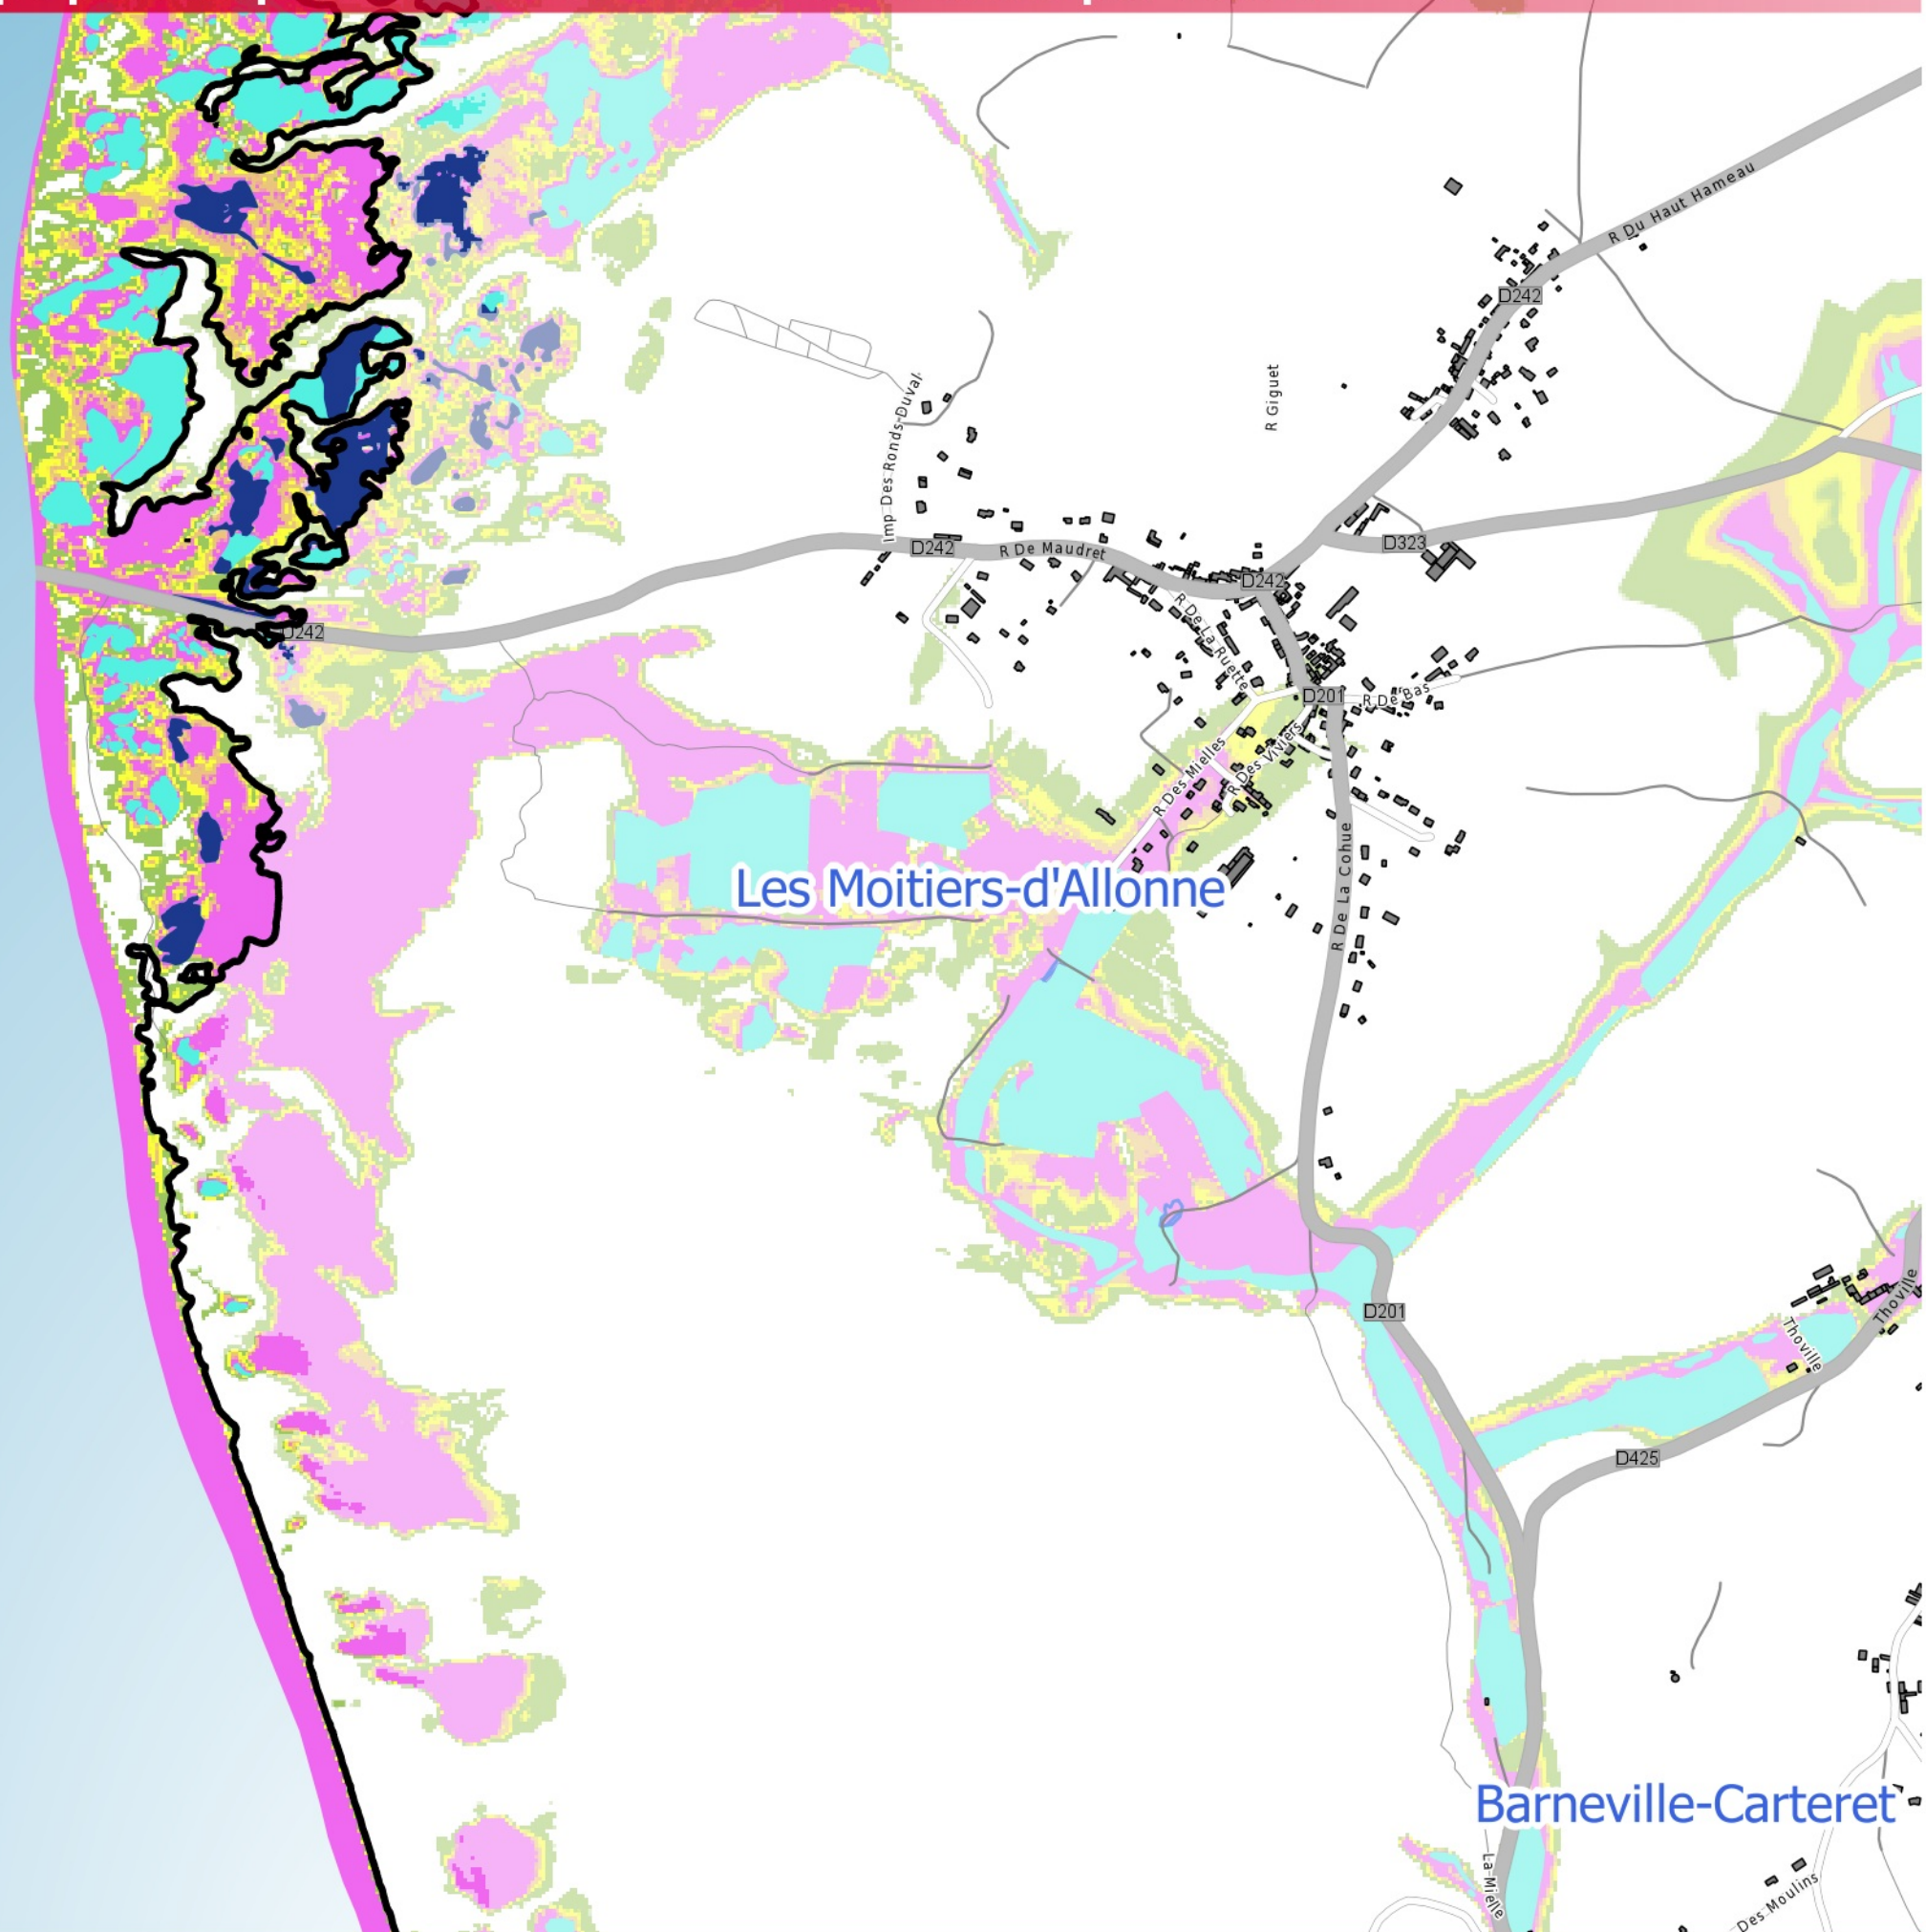 R Du Haut Hameau
D242
R Giguet
Imp Des Ronds-Duval
D242
R De Maudret
D323
D242
D242
R De La Ruette
D201
R De Bas
R Des Mielles
R Des Viviers
R De La Cohue
Les Moitiers-d'Allonne
D201
Thoville
Thoville
D425
Barneville-Carteret
La Mielle
Des Moulins